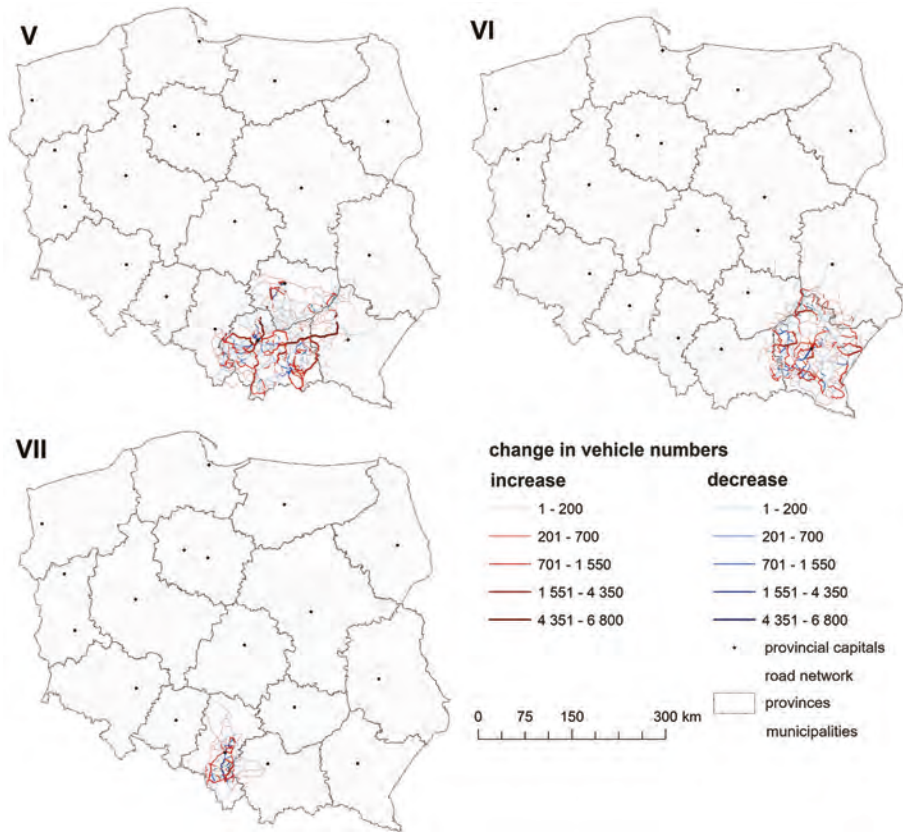 V
VI
VII
change in vehicle numbers
increase
decrease
1 - 200
1 - 200
201 - 700
201 - 700
701 - 1 550
701 - 1 550
1 551 - 4 350
1 551 - 4 350
4 351 - 6 800
4 351 - 6 800
provincial capitals
road network
provinces
municipalities
0 75 150 300 km